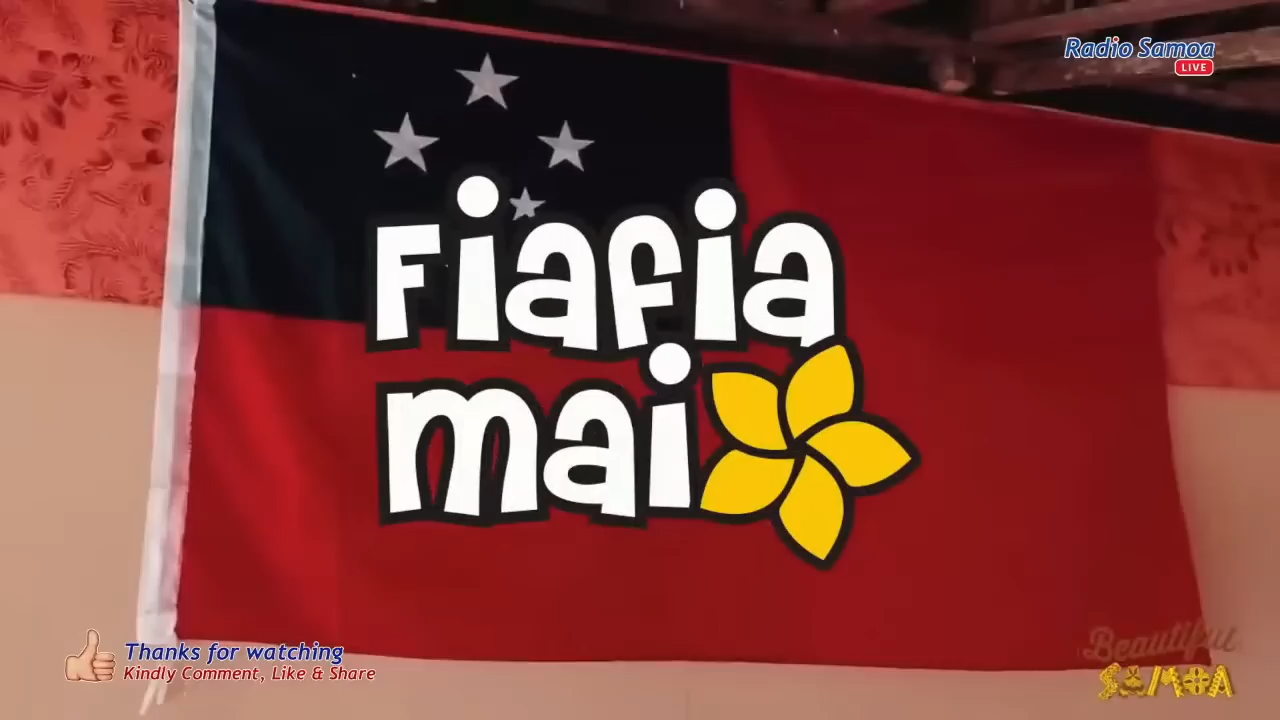 Radio Samoa
LIVE
Fiafia
mai
Thanks for watching
Kindly Comment, Like & Share
Beautiful
SAMOA